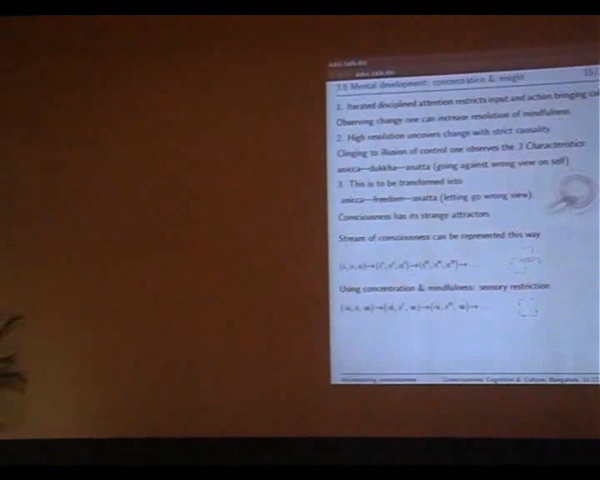 3.6 Mental development: concentration & insight 15/
1. Iterated disciplined attention restricts input and action bringing
Observing change one can increase resolution of mindfulness
2. High resolution uncovers change with strict causality
Clinging to illusion of control one observes the 3 Characteristics:
anicca—dukkha—anatta (going against wrong view on self)
3. This is to be transformed into
anicca—freedom—anatta (letting go wrong view)
Consciousness has its strange attractors
Stream of consciousness can be represented this way
Using concentration & mindfulness: sensory restriction
Consciousness, Cognition & Culture, Bangalore,